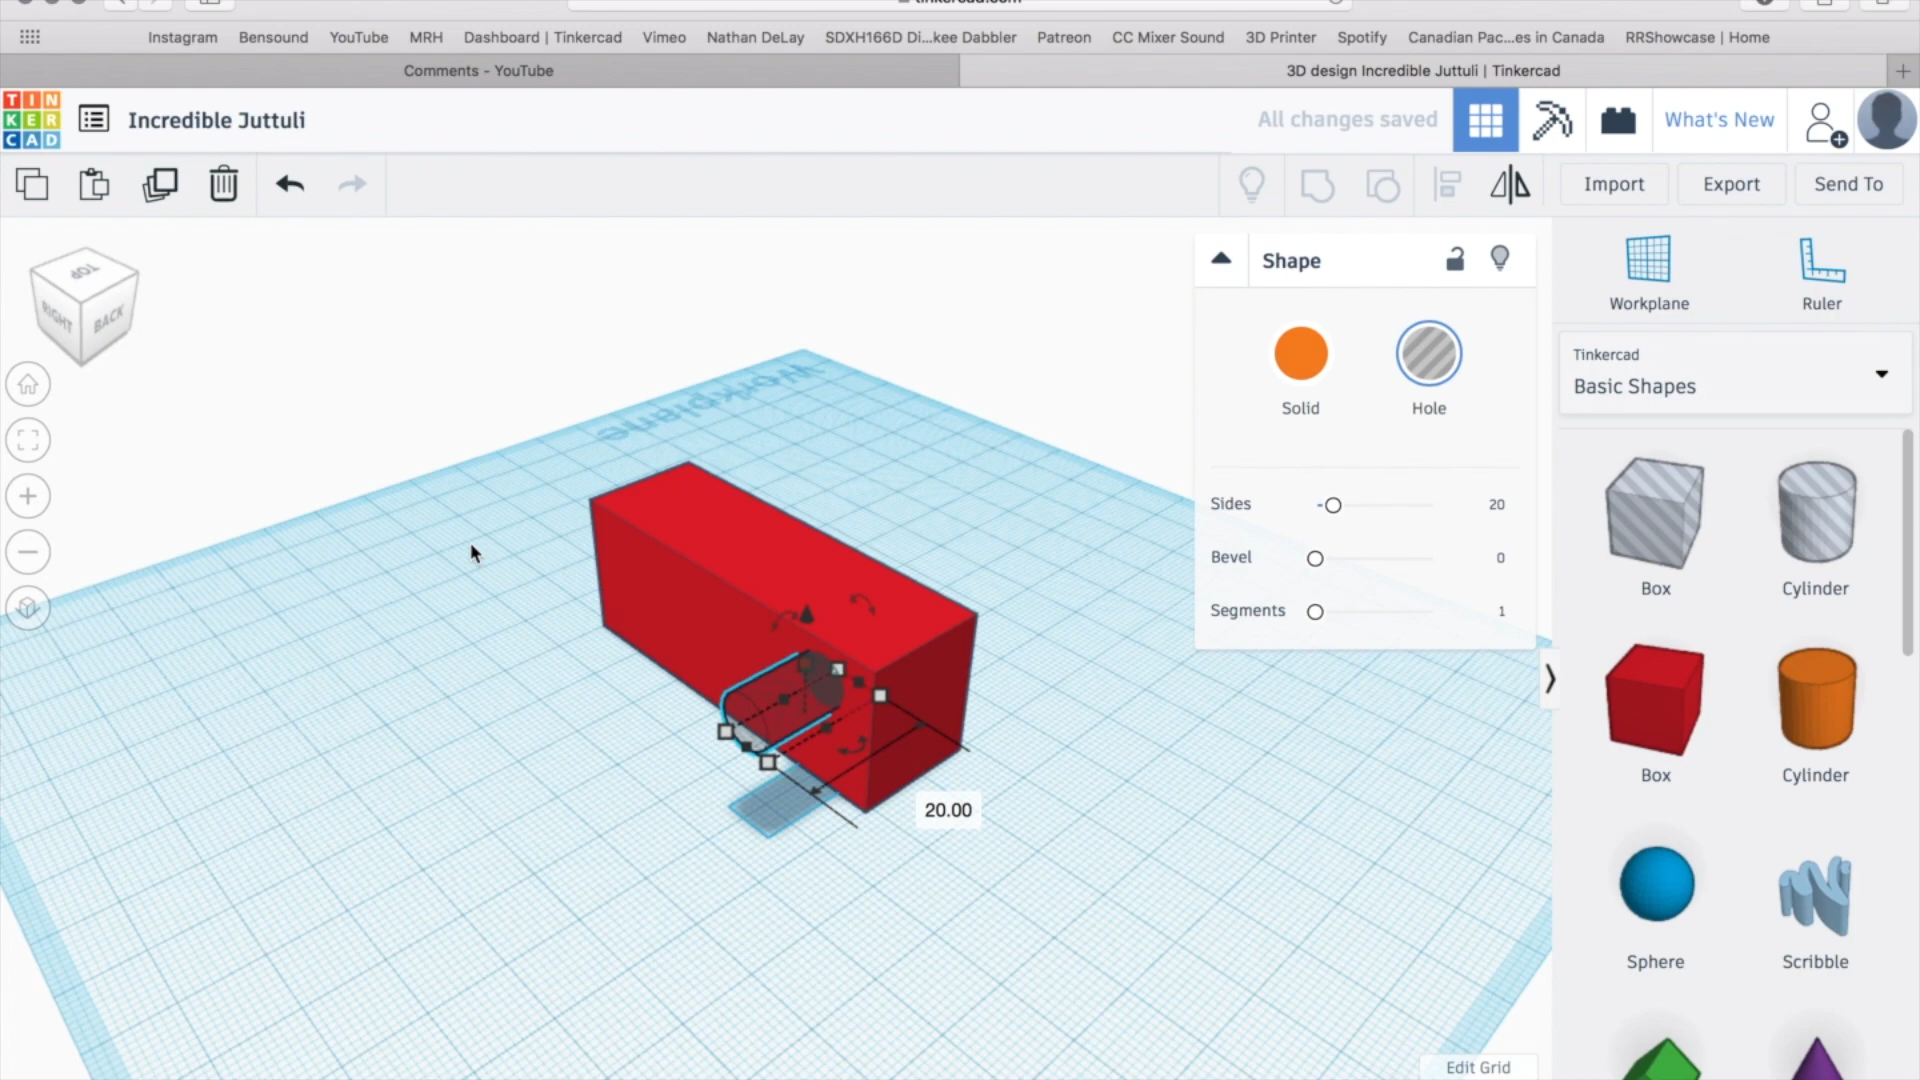 Instagram Bensound YouTube MRH Dashboard | Tinkercad Vimeo Nathan DeLay SDXH166D Di...kee Dabbler Patreon CC Mixer Sound 3D Printer Spotify Canadian Pac...es in Canada RRShowcase | Home
Comments - YouTube
3D design Incredible Juttuli | Tinkercad
TIN
KER
CAD
Incredible Juttuli
All changes saved
What's New
Import
Export
Send To
TOP
RIGHT
BACK
Workplane
Shape
Solid
Hole
Sides
20
Bevel
0
Segments
1
20.00
Edit Grid
Workplane
Ruler
Tinkercad
Basic Shapes
Box
Cylinder
Box
Cylinder
Sphere
Scribble